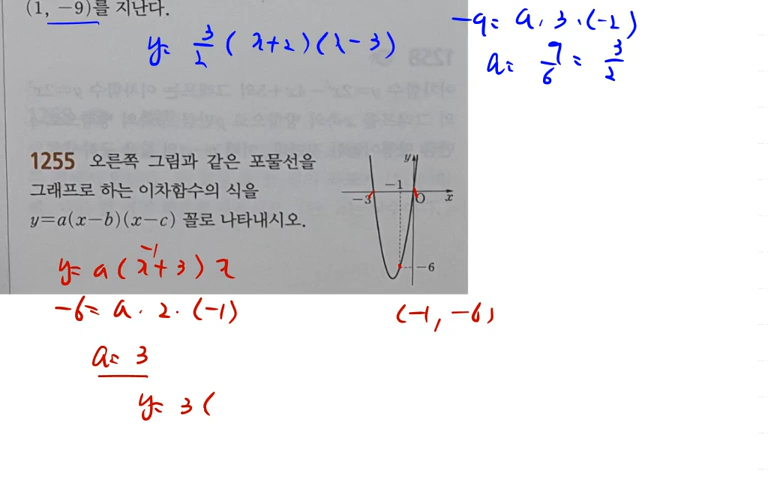 (1, −9)를 지난다.
y= 3/2 (x+2)(x-3)
-9= a·3·(-2)
a= 9/6 = 3/2
1255 오른쪽 그림과 같은 포물선을
그래프로 하는 이차함수의 식을
y=a(x−b)(x−c) 꼴로 나타내시오.
y
−3 −1 O x
−6
-1
y= a(x+3)x
-6= a·2·(-1)
(-1, -6)
a= 3
y= 3(